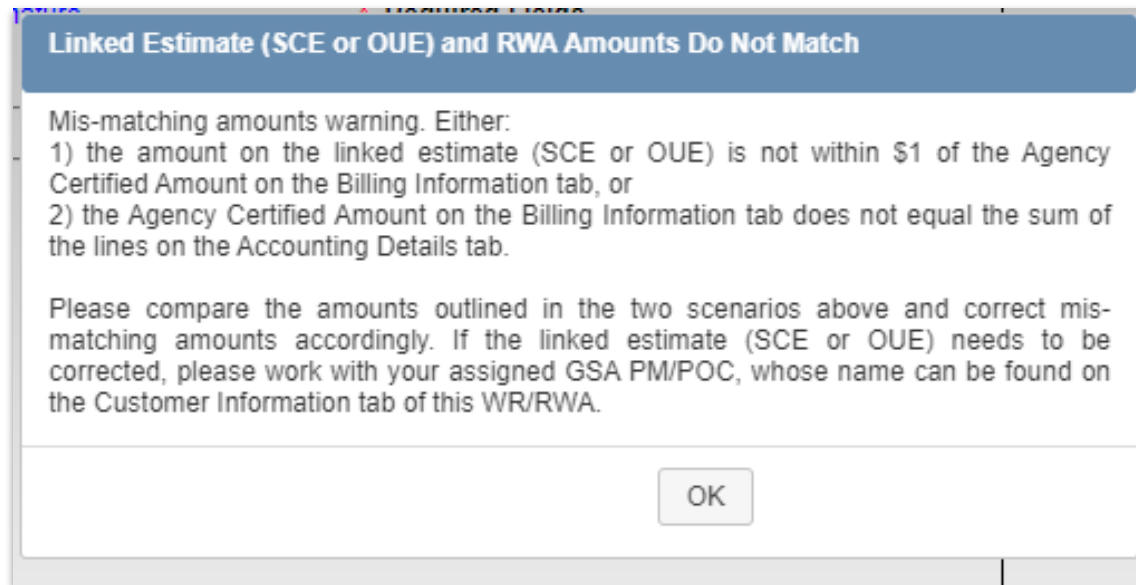 Linked Estimate (SCE or OUE) and RWA Amounts Do Not Match
Mis-matching amounts warning. Either:
1) the amount on the linked estimate (SCE or OUE) is not within $1 of the Agency
Certified Amount on the Billing Information tab, or
2) the Agency Certified Amount on the Billing Information tab does not equal the sum of
the lines on the Accounting Details tab.
Please compare the amounts outlined in the two scenarios above and correct mis-
matching amounts accordingly. If the linked estimate (SCE or OUE) needs to be
corrected, please work with your assigned GSA PM/POC, whose name can be found on
the Customer Information tab of this WR/RWA.
OK